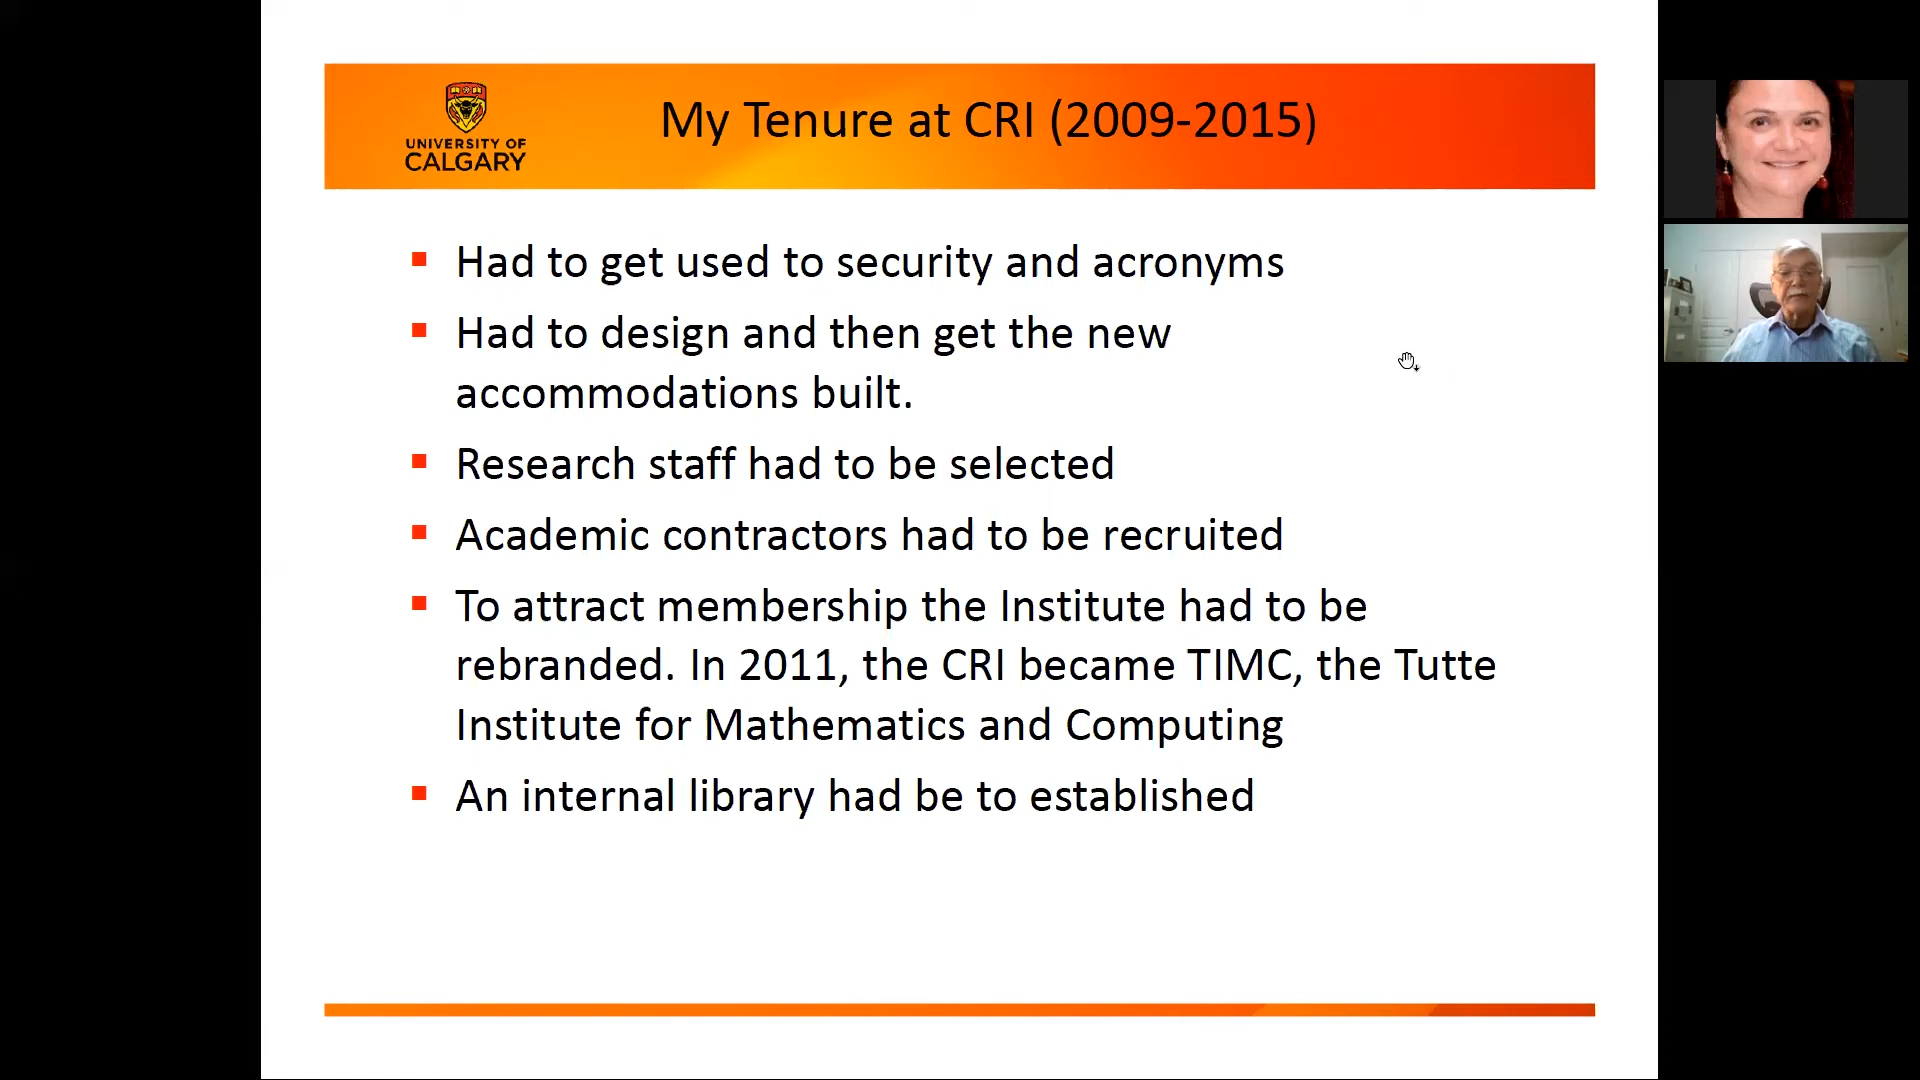 UNIVERSITY OF
CALGARY
My Tenure at CRI (2009-2015)
Had to get used to security and acronyms
Had to design and then get the new
accommodations built.
Research staff had to be selected
Academic contractors had to be recruited
To attract membership the Institute had to be
rebranded. In 2011, the CRI became TIMC, the Tutte
Institute for Mathematics and Computing
An internal library had be to established